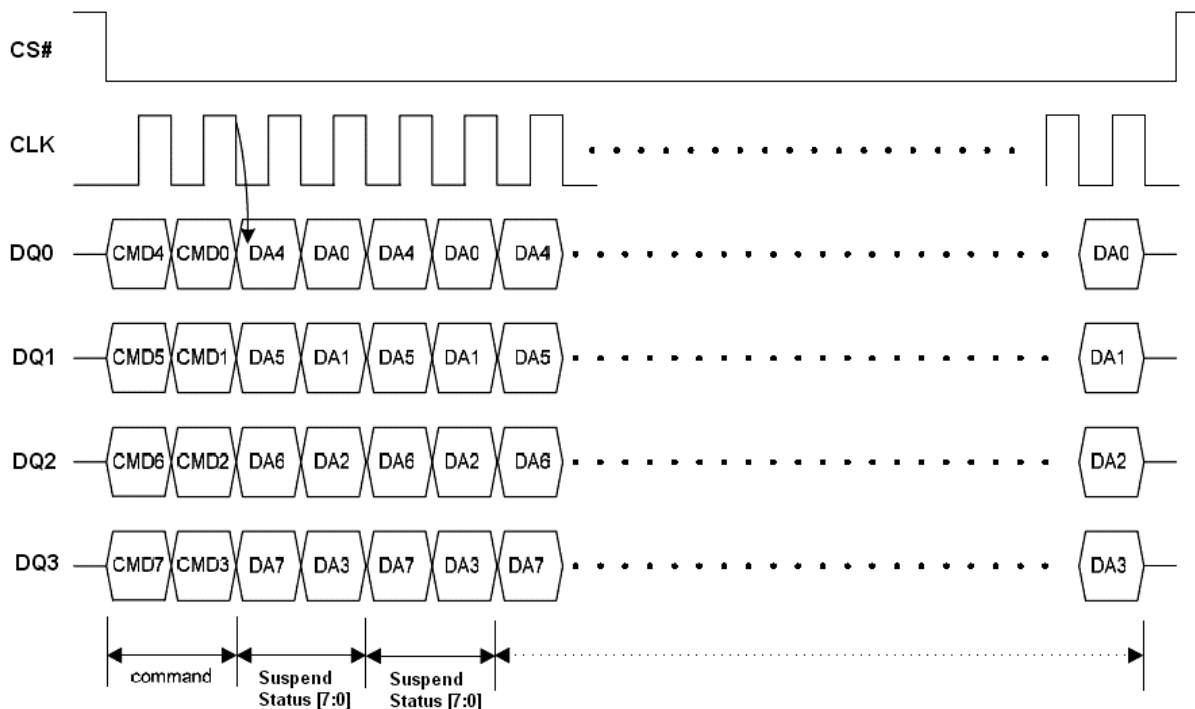 CS#
CLK
DQ0 CMD4 CMD0 DA4 DA0 DA4 DA0 DA4 DA0
DQ1 CMD5 CMD1 DA5 DA1 DA5 DA1 DA5 DA1
DQ2 CMD6 CMD2 DA6 DA2 DA6 DA2 DA6 DA2
DQ3 CMD7 CMD3 DA7 DA3 DA7 DA3 DA7 DA3
command
Suspend
Status [7:0]
Suspend
Status [7:0]